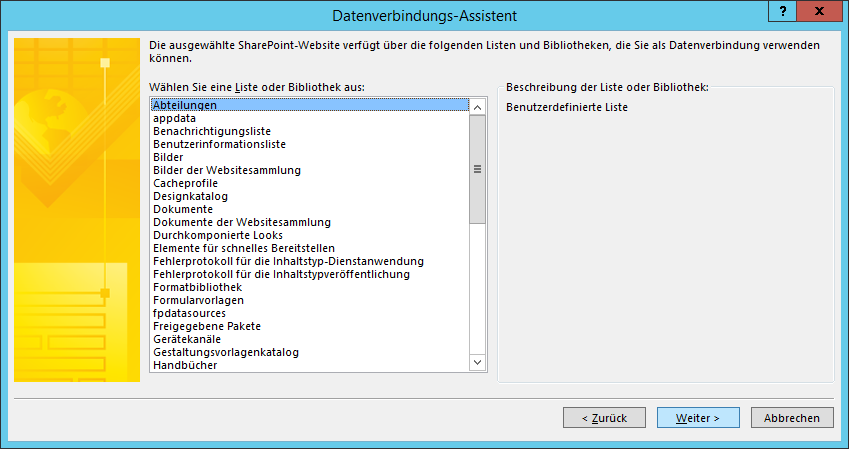 Datenverbindungs-Assistent
?
x
Die ausgewählte SharePoint-Website verfügt über die folgenden Listen und Bibliotheken, die Sie als Datenverbindung verwenden
können.
Wählen Sie eine Liste oder Bibliothek aus:
Abteilungen
appdata
Benachrichtigungsliste
Benutzerinformationsliste
Bilder
Bilder der Websitesammlung
Cacheprofile
Designkatalog
Dokumente
Dokumente der Websitesammlung
Durchkomponierte Looks
Elemente für schnelles Bereitstellen
Fehlerprotokoll für die Inhaltstyp-Dienstanwendung
Fehlerprotokoll für die Inhaltstypveröffentlichung
Formatbibliothek
Formularvorlagen
fpdatasources
Freigegebene Pakete
Gerätekanäle
Gestaltungsvorlagenkatalog
Handbücher
Beschreibung der Liste oder Bibliothek:
Benutzerdefinierte Liste
< Zurück
Weiter >
Abbrechen